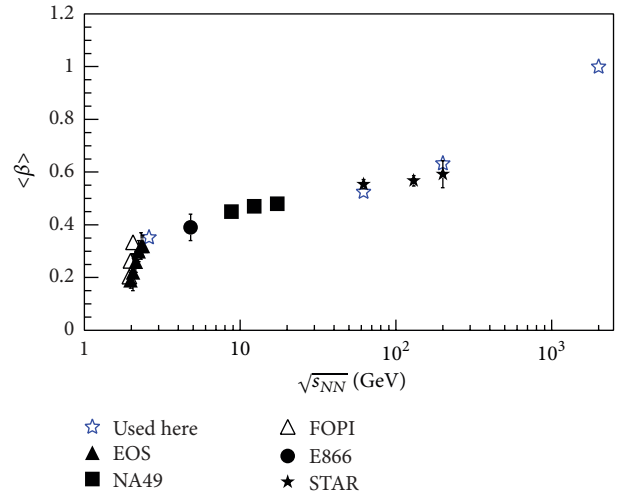 1.2
1
0.8
0.6
0.4
0.2
0
<β>
1 10 10² 10³
√s_NN (GeV)
Used here FOPI
EOS E866
NA49 STAR